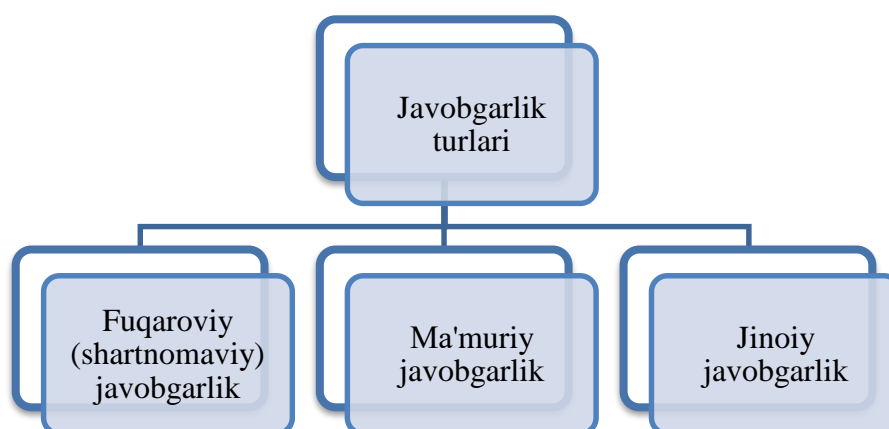 Javobgarlik
turlari
Fuqaroviy
(shartnomaviy)
javobgarlik
Ma'muriy
javobgarlik
Jinoiy
javobgarlik